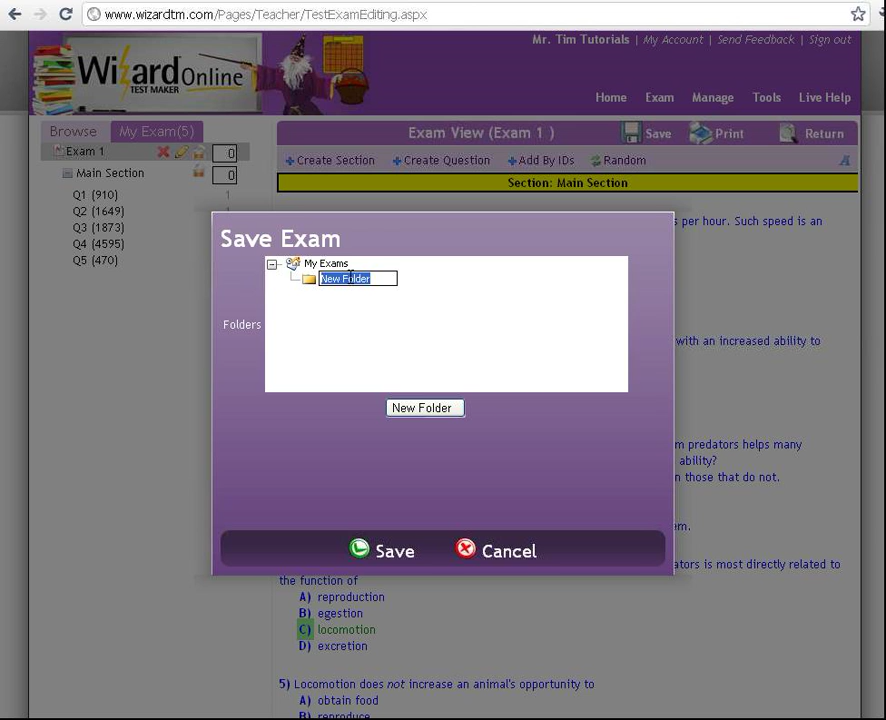 www.wizardtm.com/Pages/Teacher/TestExamEditing.aspx
Mr. Tim Tutorials | My Account | Send Feedback | Sign out
Wizard Online
TEST MAKER
Home Exam Manage Tools Live Help
Browse My Exam(5)
Exam View (Exam 1 ) Save Print Return
Exam 1 0
Create Section Create Question Add By IDs Random A
Main Section 0
Section: Main Section
Q1 (910) 1
Q2 (1649)
Q3 (1873)
Q4 (4595)
Q5 (470)
s per hour. Such speed is an
Save Exam
My Exams
New Folder
Folders
with an increased ability to
New Folder
m predators helps many
ability?
n those that do not.
em.
Save Cancel
ators is most directly related to
the function of
A) reproduction
B) egestion
C) locomotion
D) excretion
5) Locomotion does not increase an animal's opportunity to
A) obtain food
B) reproduce